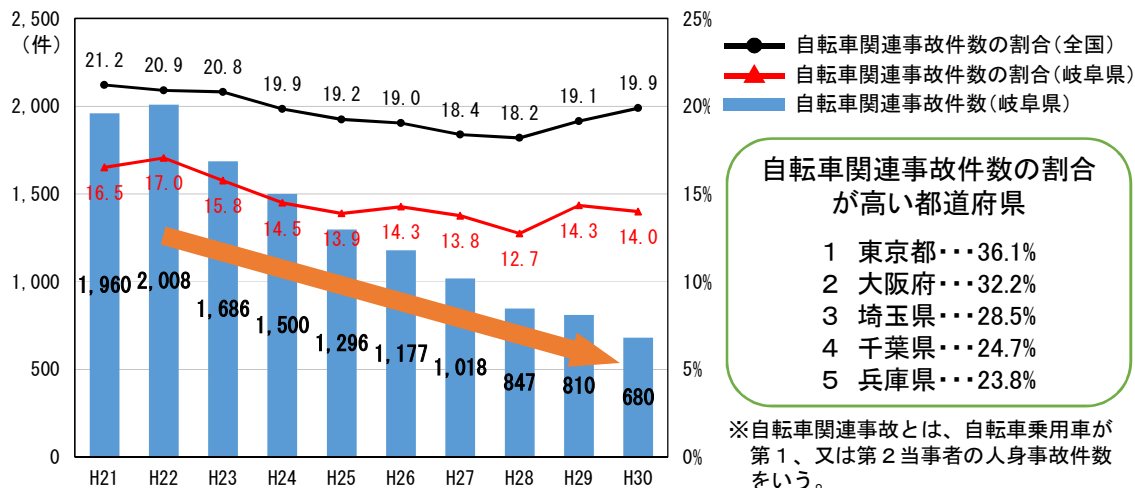 2,500
(件)
2,000
1,500
1,000
500
0
25%
20%
15%
10%
5%
0%
21.2 20.9 20.8 19.9 19.2 19.0 18.4 18.2 19.1 19.9
16.5 17.0 15.8 14.5 13.9 14.3 13.8 12.7 14.3 14.0
1,960 2,008 1,686 1,500 1,296 1,177 1,018 847 810 680
H21 H22 H23 H24 H25 H26 H27 H28 H29 H30
自転車関連事故件数の割合(全国)
自転車関連事故件数の割合(岐阜県)
自転車関連事故件数(岐阜県)
自転車関連事故件数の割合
が高い都道府県
1 東京都・・・36.1%
2 大阪府・・・32.2%
3 埼玉県・・・28.5%
4 千葉県・・・24.7%
5 兵庫県・・・23.8%
※自転車関連事故とは、自転車乗用車が
第1、又は第2当事者の人身事故件数
をいう。